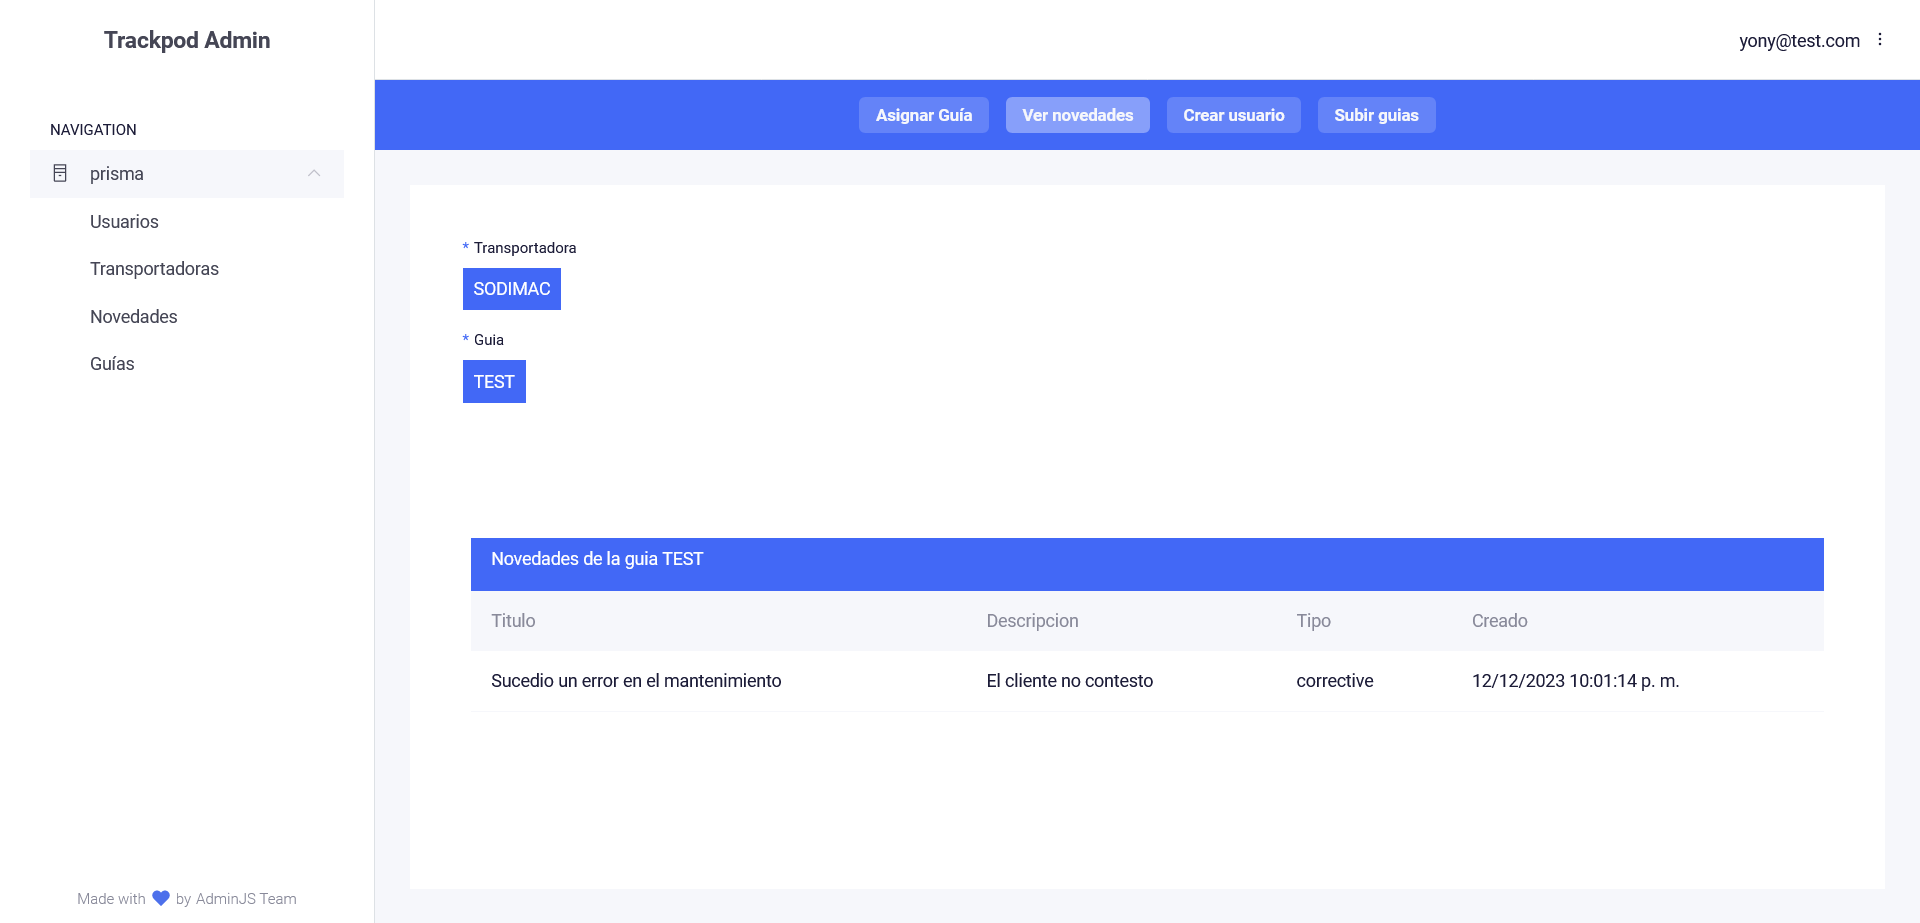 Trackpod Admin
yony@test.com
NAVIGATION
prisma
Usuarios
Transportadoras
Novedades
Guías
Made with by AdminJS Team
Asignar Guía
Ver novedades
Crear usuario
Subir guias
* Transportadora
SODIMAC
* Guia
TEST
Novedades de la guia TEST
Titulo Descripcion Tipo Creado
Sucedio un error en el mantenimiento El cliente no contesto corrective 12/12/2023 10:01:14 p. m.